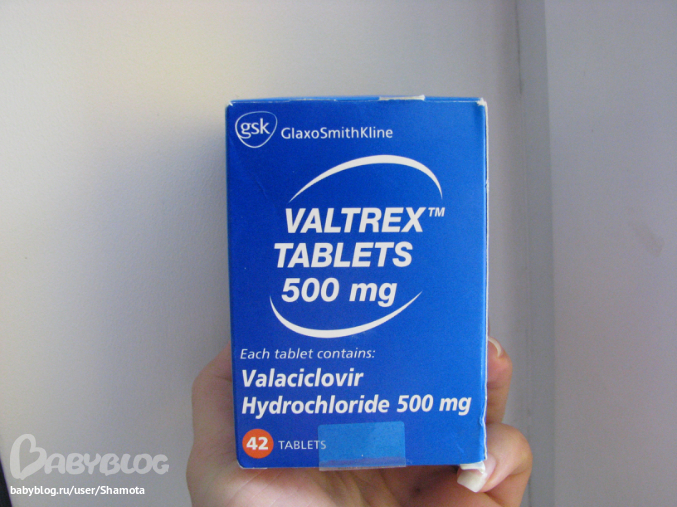 gsk GlaxoSmithKline
VALTREX™
TABLETS
500 mg
Each tablet contains:
Valaciclovir
Hydrochloride 500 mg
42 TABLETS
BABYBLOG
babyblog.ru/user/Shamota